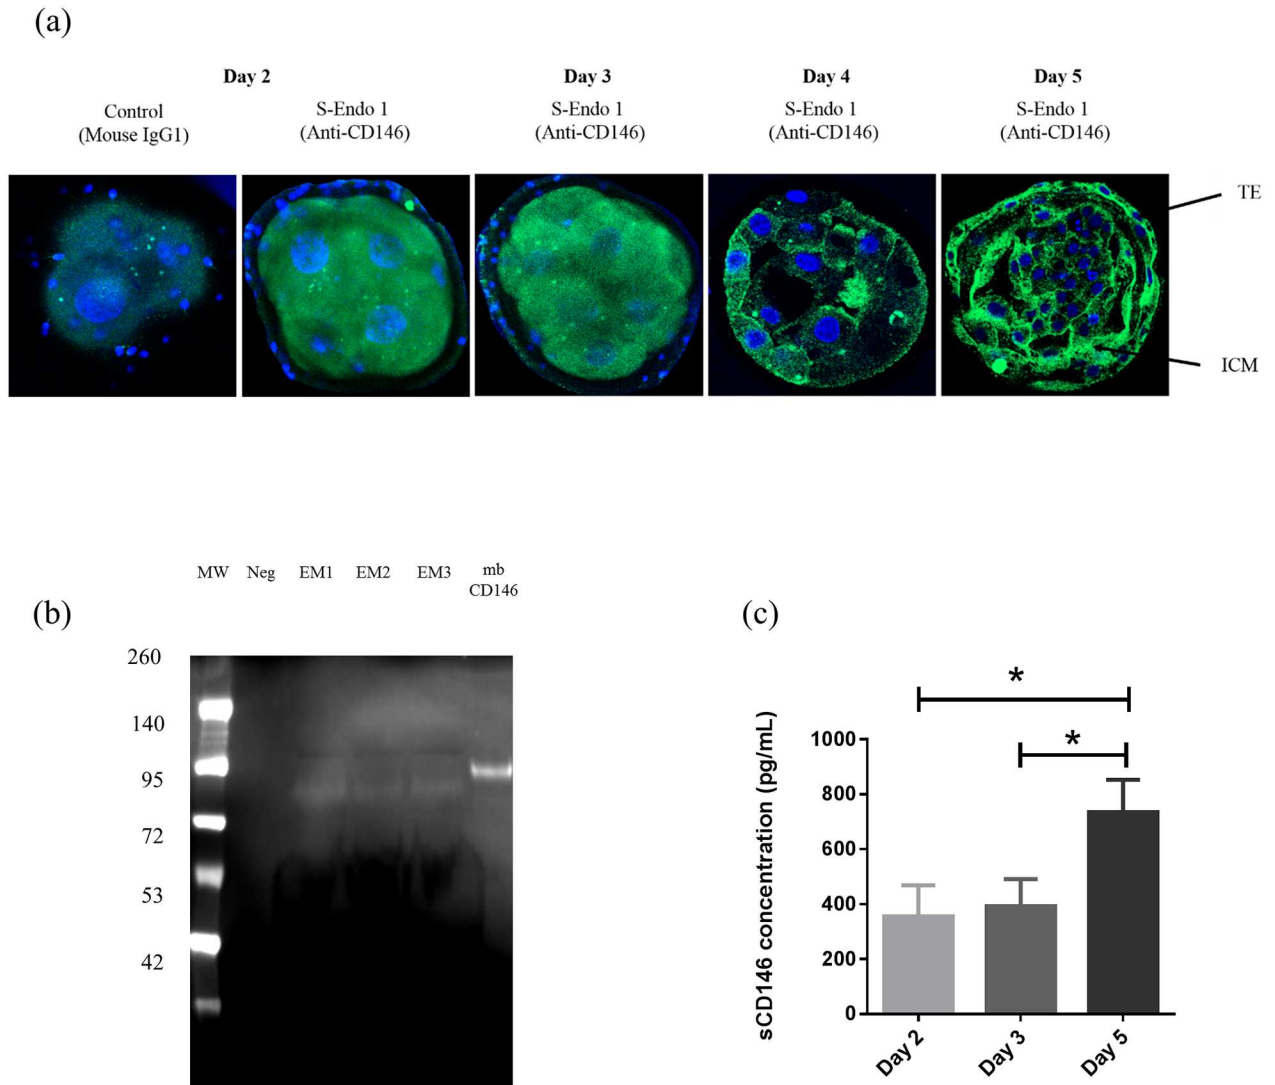 (a)
Day 2
Day 3
Day 4
Day 5
Control
(Mouse IgG1)
S-Endo 1
(Anti-CD146)
S-Endo 1
(Anti-CD146)
S-Endo 1
(Anti-CD146)
S-Endo 1
(Anti-CD146)
TE
ICM
MW Neg EM1 EM2 EM3 mb
CD146
(b)
260
140
95
72
53
42
(c)
*
*
sCD146 concentration (pg/mL)
1000
800
600
400
200
0
Day 2
Day 3
Day 5